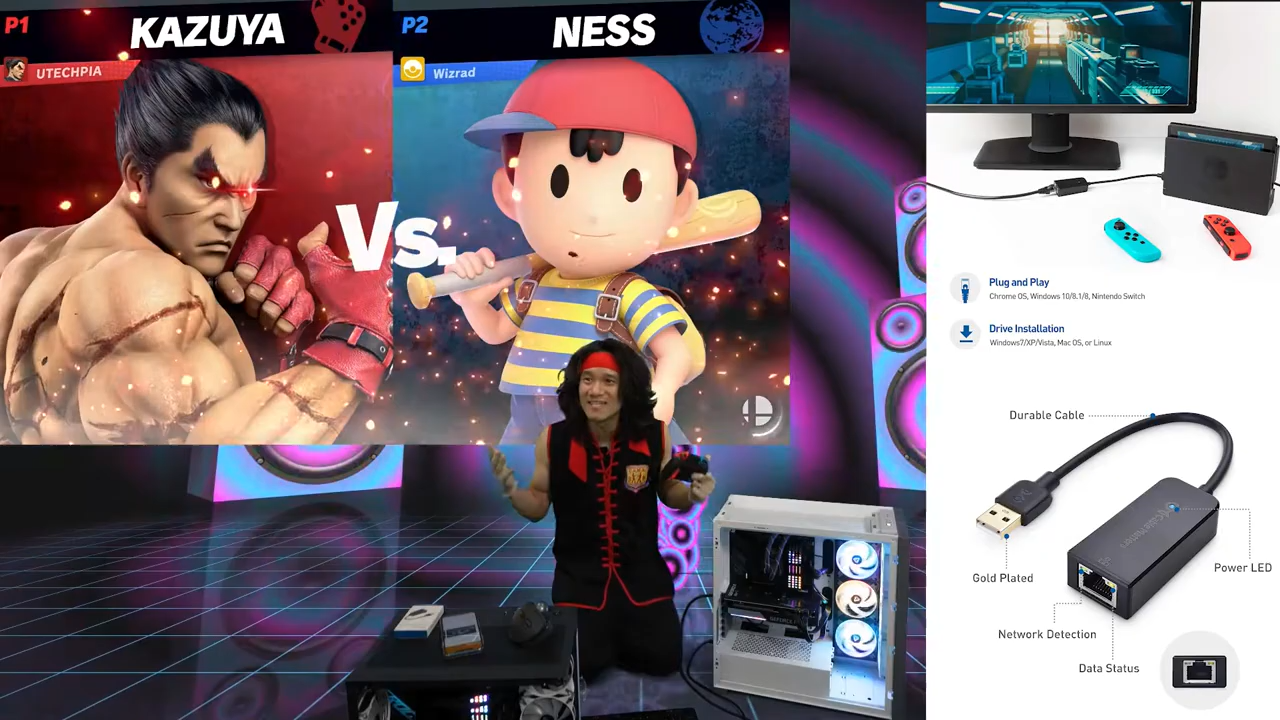 P1
KAZUYA
UTECHPIA
P2
NESS
Wizrad
Vs.
Plug and Play
Chrome OS, Windows 10/8.1/8, Nintendo Switch
Drive Installation
Windows7/XP/Vista, Mac OS, or Linux
Durable Cable
Gold Plated
Power LED
Network Detection
Data Status